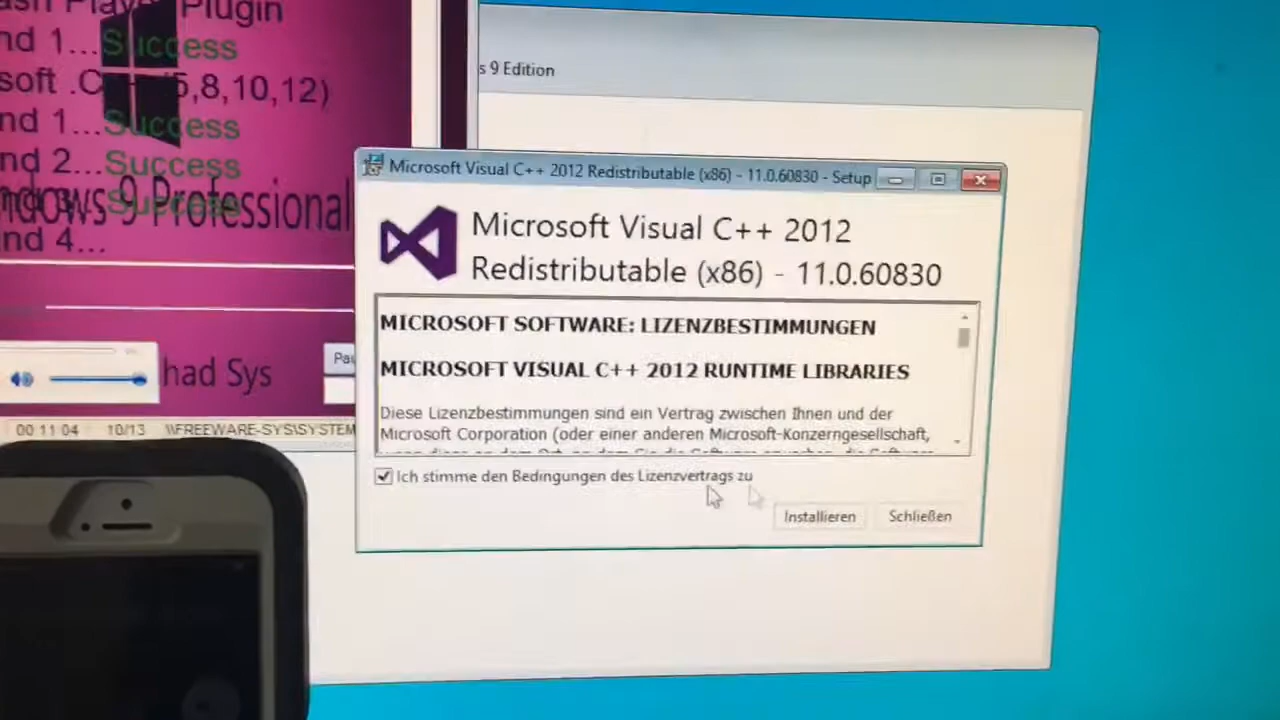 Player Plugin
nd 1...Success
soft .C++ (5,8,10,12)
nd 1...Success
nd 2...Success
Success
ndows 9 Professional
nd 4...
had Sys
00 11:04 10/13 \\FREEWARE-SYS\SYSTEM
s 9 Edition
Microsoft Visual C++ 2012 Redistributable (x86) - 11.0.60830 - Setup
Microsoft Visual C++ 2012
Redistributable (x86) - 11.0.60830
MICROSOFT SOFTWARE: LIZENZBESTIMMUNGEN
MICROSOFT VISUAL C++ 2012 RUNTIME LIBRARIES
Diese Lizenzbestimmungen sind ein Vertrag zwischen Ihnen und der
Microsoft Corporation (oder einer anderen Microsoft-Konzerngesellschaft,
Ich stimme den Bedingungen des Lizenzvertrags zu
Installieren
Schließen